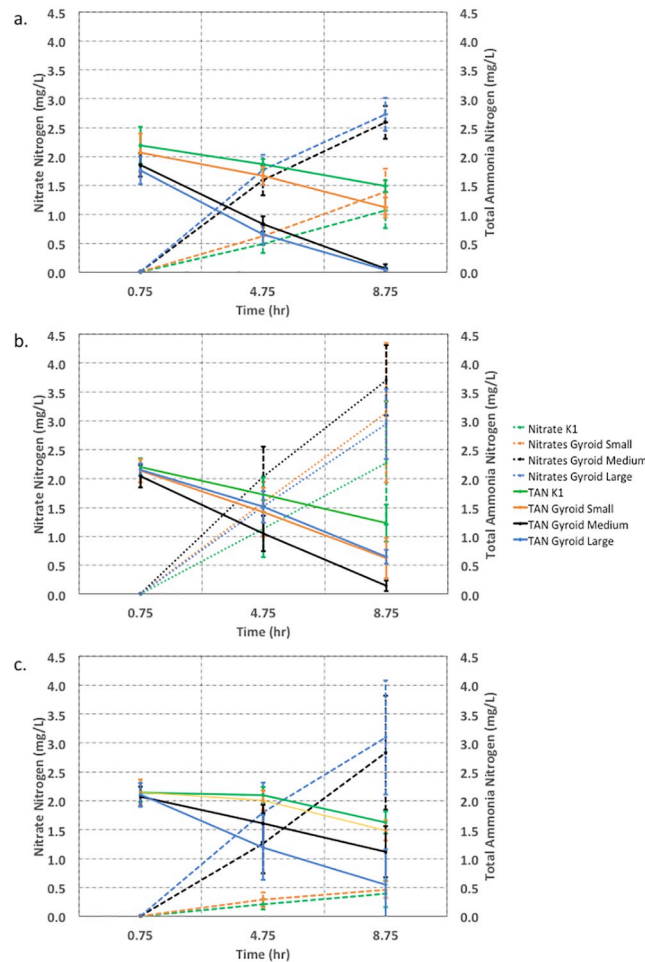 a.
4.5 4.5
4.0 4.0
3.5 3.5
3.0 3.0
2.5 2.5
2.0 2.0
1.5 1.5
1.0 1.0
0.5 0.5
0.0 0.0
Nitrate Nitrogen (mg/L)
Total Ammonia Nitrogen (mg/L)
0.75 4.75 8.75
Time (hr)
b.
4.5 4.5
4.0 4.0
3.5 3.5
3.0 3.0
2.5 2.5
2.0 2.0
1.5 1.5
1.0 1.0
0.5 0.5
0.0 0.0
Nitrate Nitrogen (mg/L)
Total Ammonia Nitrogen (mg/L)
0.75 4.75 8.75
Time (hr)
Nitrate K1
Nitrates Gyroid Small
Nitrates Gyroid Medium
Nitrates Gyroid Large
TAN K1
TAN Gyroid Small
TAN Gyroid Medium
TAN Gyroid Large
c.
4.5 4.5
4.0 4.0
3.5 3.5
3.0 3.0
2.5 2.5
2.0 2.0
1.5 1.5
1.0 1.0
0.5 0.5
0.0 0.0
Nitrate Nitrogen (mg/L)
Total Ammonia Nitrogen (mg/L)
0.75 4.75 8.75
Time (hr)